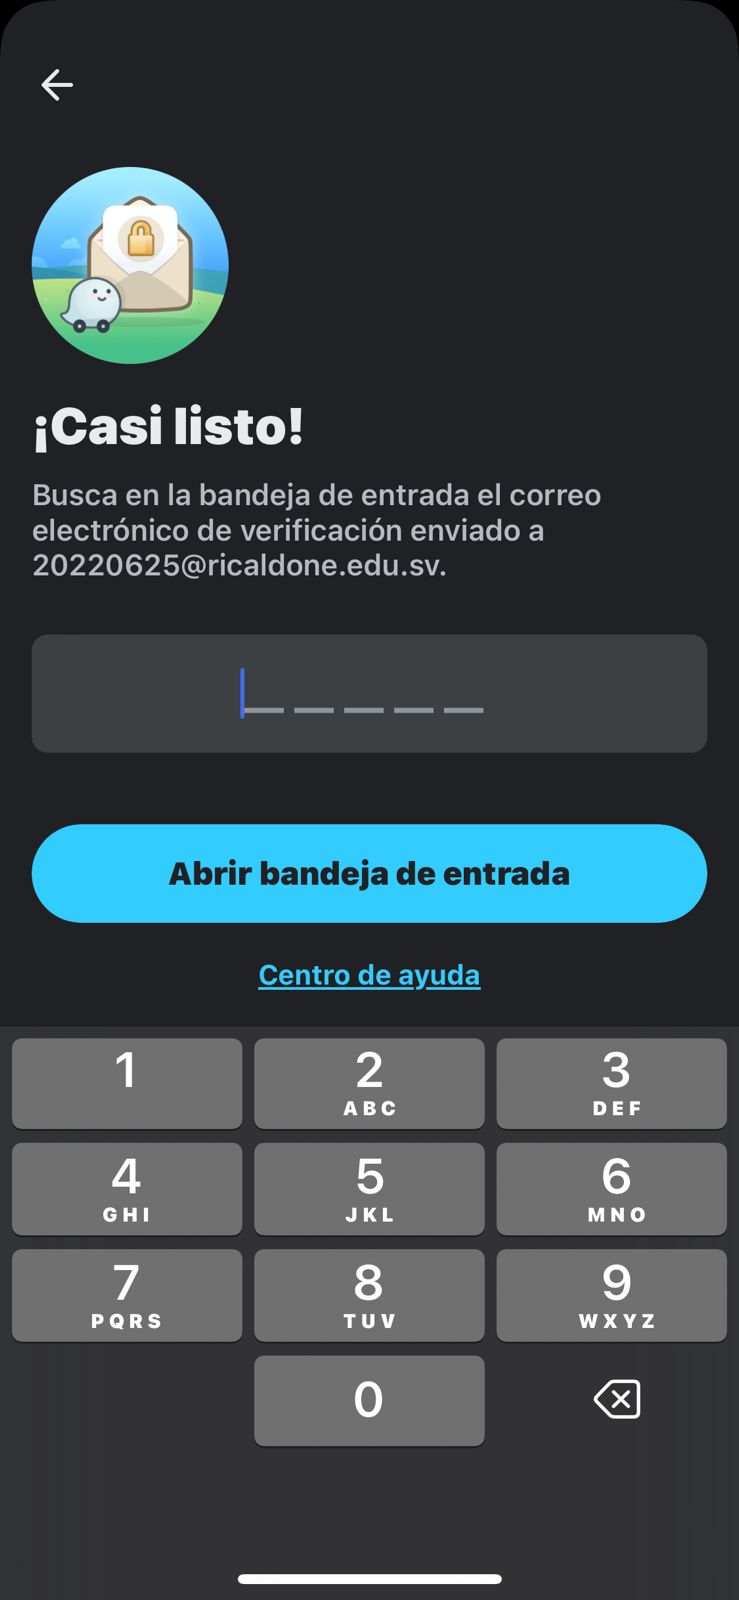 ¡Casi listo!
Busca en la bandeja de entrada el correo
electrónico de verificación enviado a
20220625@ricaldone.edu.sv.
Abrir bandeja de entrada
Centro de ayuda
1
2
ABC
3
DEF
4
GHI
5
JKL
6
MNO
7
PQRS
8
TUV
9
WXYZ
0